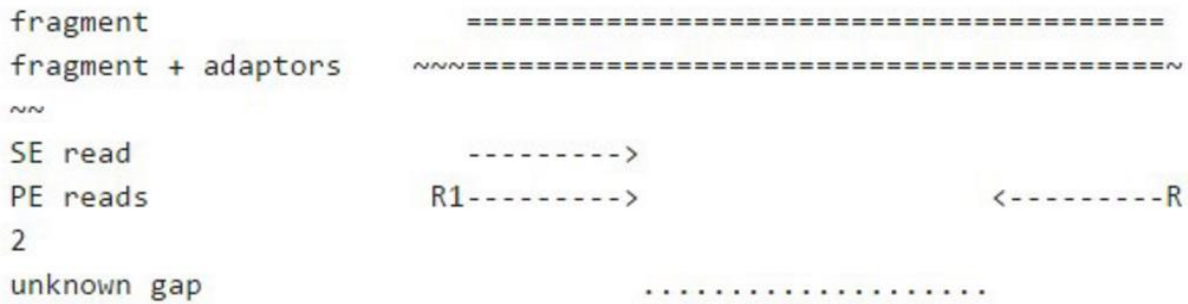 fragment                  ========================================
fragment + adaptors    ~~~========================================~
~~
SE read                   --------->
PE reads                R1--------->                    <---------R
2
unknown gap                         ....................